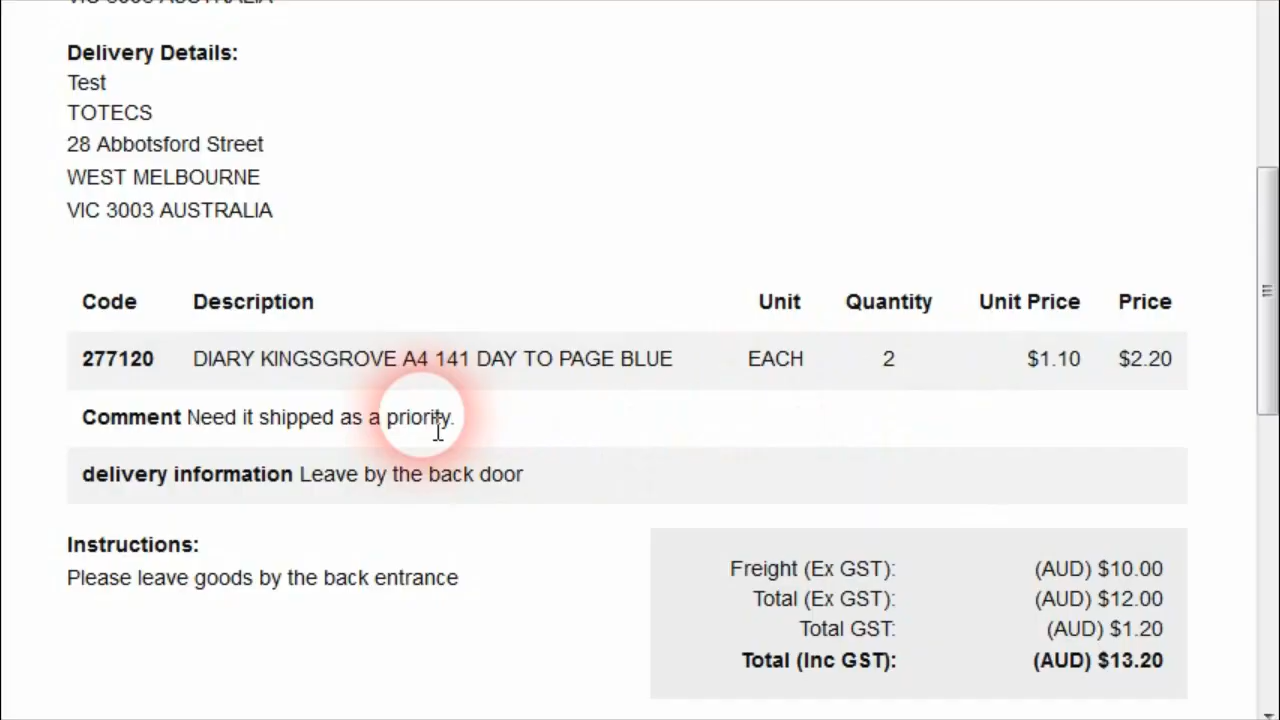 VIC 3003 AUSTRALIA
Delivery Details:
Test
TOTECS
28 Abbotsford Street
WEST MELBOURNE
VIC 3003 AUSTRALIA
Code Description Unit Quantity Unit Price Price
277120 DIARY KINGSGROVE A4 141 DAY TO PAGE BLUE EACH 2 $1.10 $2.20
Comment Need it shipped as a priority.
delivery information Leave by the back door
Instructions:
Please leave goods by the back entrance
Freight (Ex GST): (AUD) $10.00
Total (Ex GST): (AUD) $12.00
Total GST: (AUD) $1.20
Total (Inc GST): (AUD) $13.20